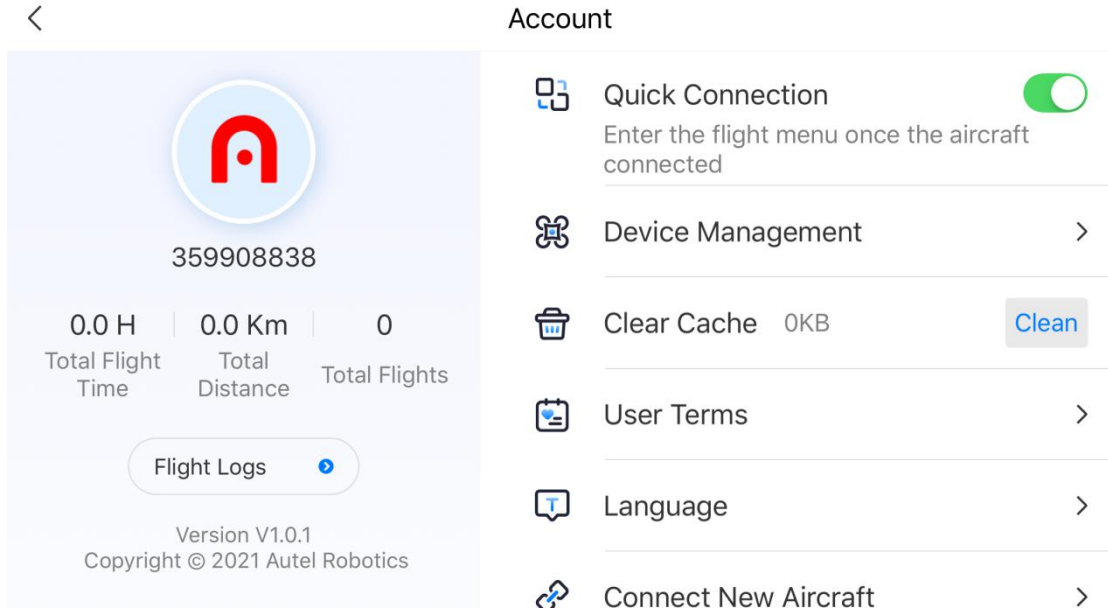 Account
359908838
0.0 H
0.0 Km
0
Total Flight
Time
Total
Distance
Total Flights
Flight Logs
Version V1.0.1
Copyright © 2021 Autel Robotics
Quick Connection
Enter the flight menu once the aircraft
connected
Device Management
Clear Cache 0KB Clean
User Terms
T
Language
Connect New Aircraft